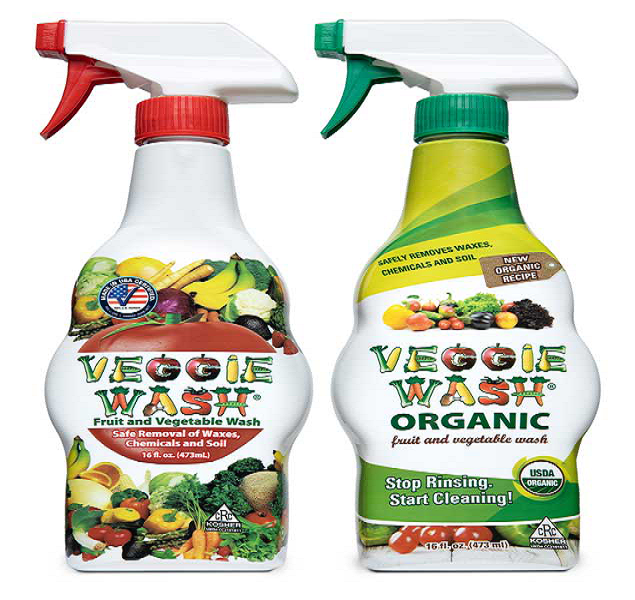 MADE IN USA CERTIFIED
VEGGIE
WASH®
Fruit and Vegetable Wash
Safe Removal of Waxes,
Chemicals and Soil
16 fl. oz. (473mL)
cRc
KOSHER
SAFELY REMOVES WAXES,
CHEMICALS AND SOIL
NEW
ORGANIC
RECIPE
VEGGIE
WASH®
ORGANIC
fruit and vegetable wash
Stop Rinsing.
Start Cleaning!
USDA
ORGANIC
16 fl. oz. (473 ml)
cRc
KOSHER